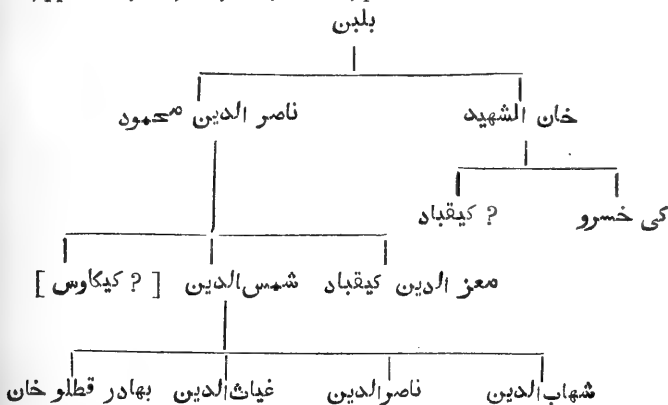 بلبن
خان الشهيد ناصر الدين محمود
كى خسرو ? كيقباد
معز الدين كيقباد شمس الدين [ ? كيكاوس ]
شهاب الدين ناصر الدين غياث الدين بهادر قطلو خان